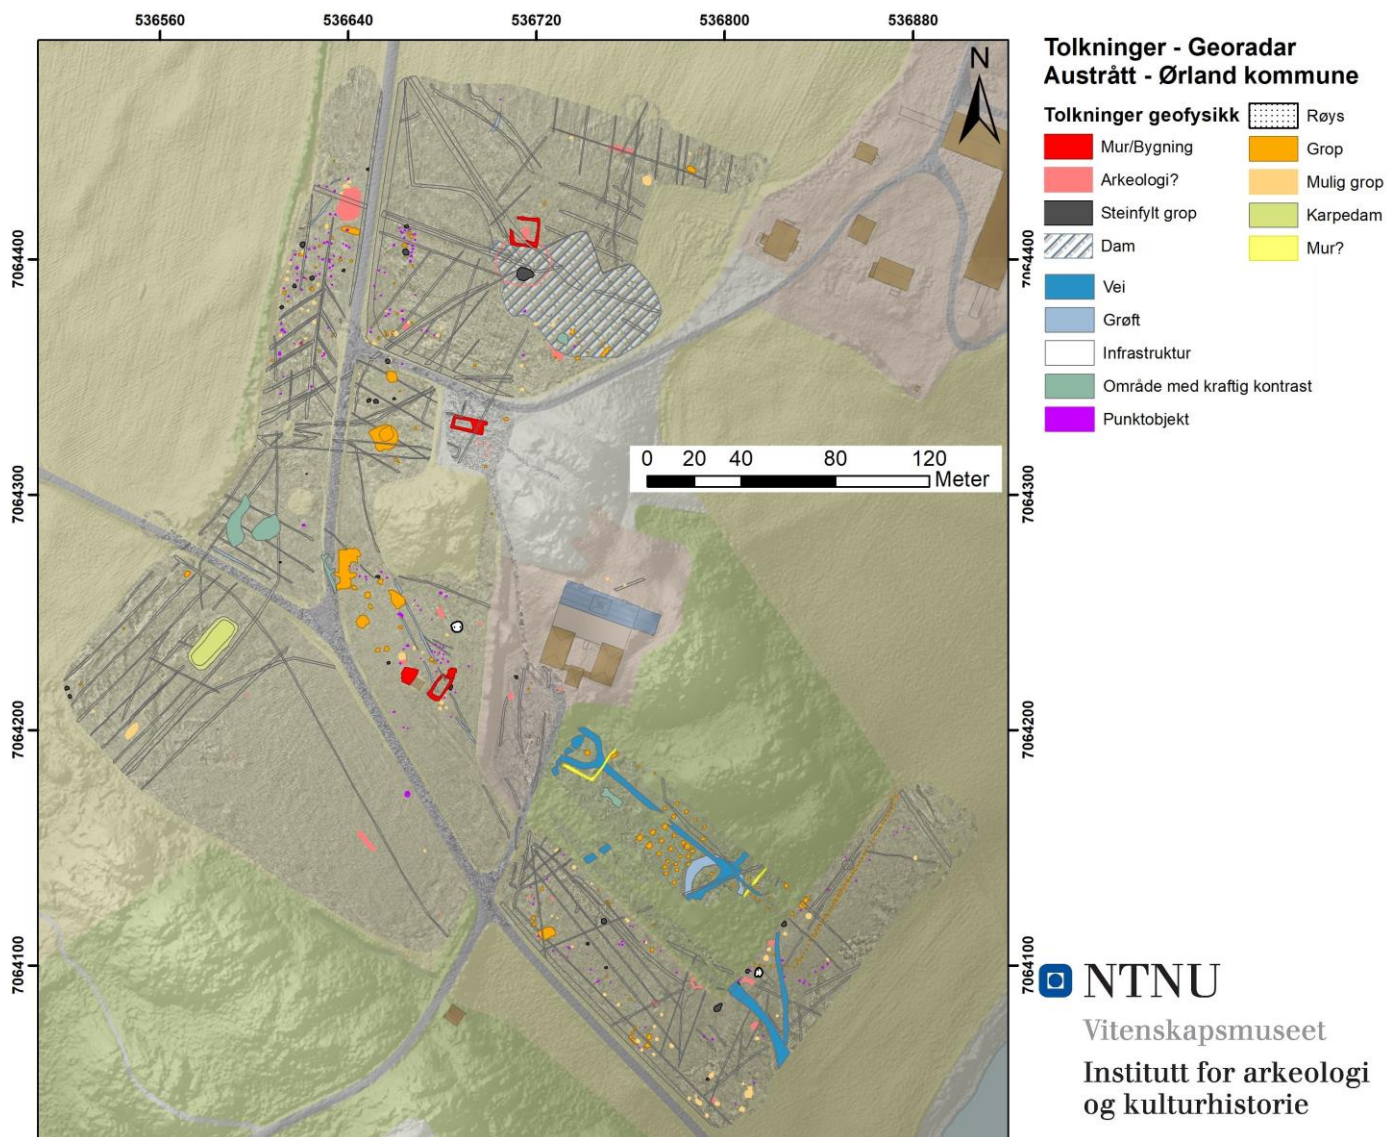 536560
536640
536720
536800
536880
Tolkninger - Georadar
Austrått - Ørland kommune
N
Tolkninger geofysikk
Mur/Bygning
Arkeologi?
Steinfylt grop
Dam
Vei
Grøft
Infrastruktur
Område med kraftig kontrast
Punktobjekt
Røys
Grop
Mulig grop
Karpedam
Mur?
7064400
7064400
0 20 40 80 120
Meter
7064300
7064300
7064200
7064200
7064100
7064100
NTNU
Vitenskapsmuseet
Institutt for arkeologi
og kulturhistorie